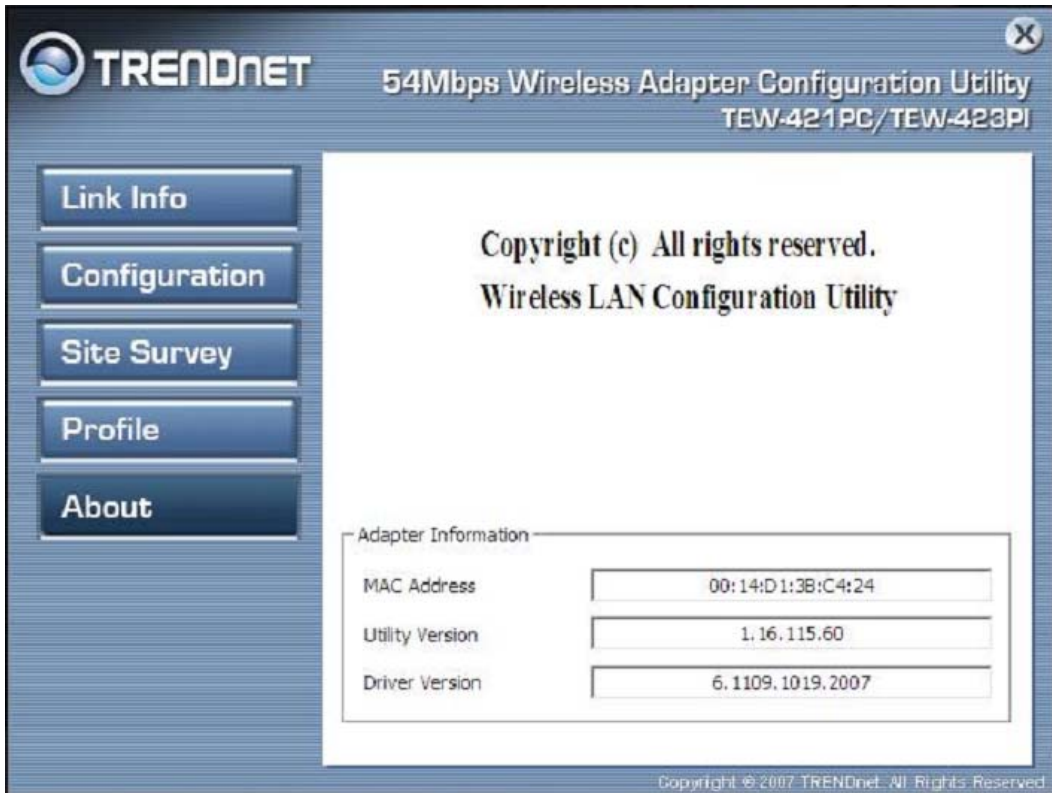 TRENDNET
54Mbps Wireless Adapter Configuration Utility
TEW-421PC/TEW-423PI
Link Info
Configuration
Site Survey
Profile
About
Copyright (c) All rights reserved.
Wireless LAN Configuration Utility
Adapter Information
MAC Address 00:14:D1:3B:C4:24
Utility Version 1.16.115.60
Driver Version 6.1109.1019.2007
Copyright © 2007 TRENDnet. All Rights Reserved